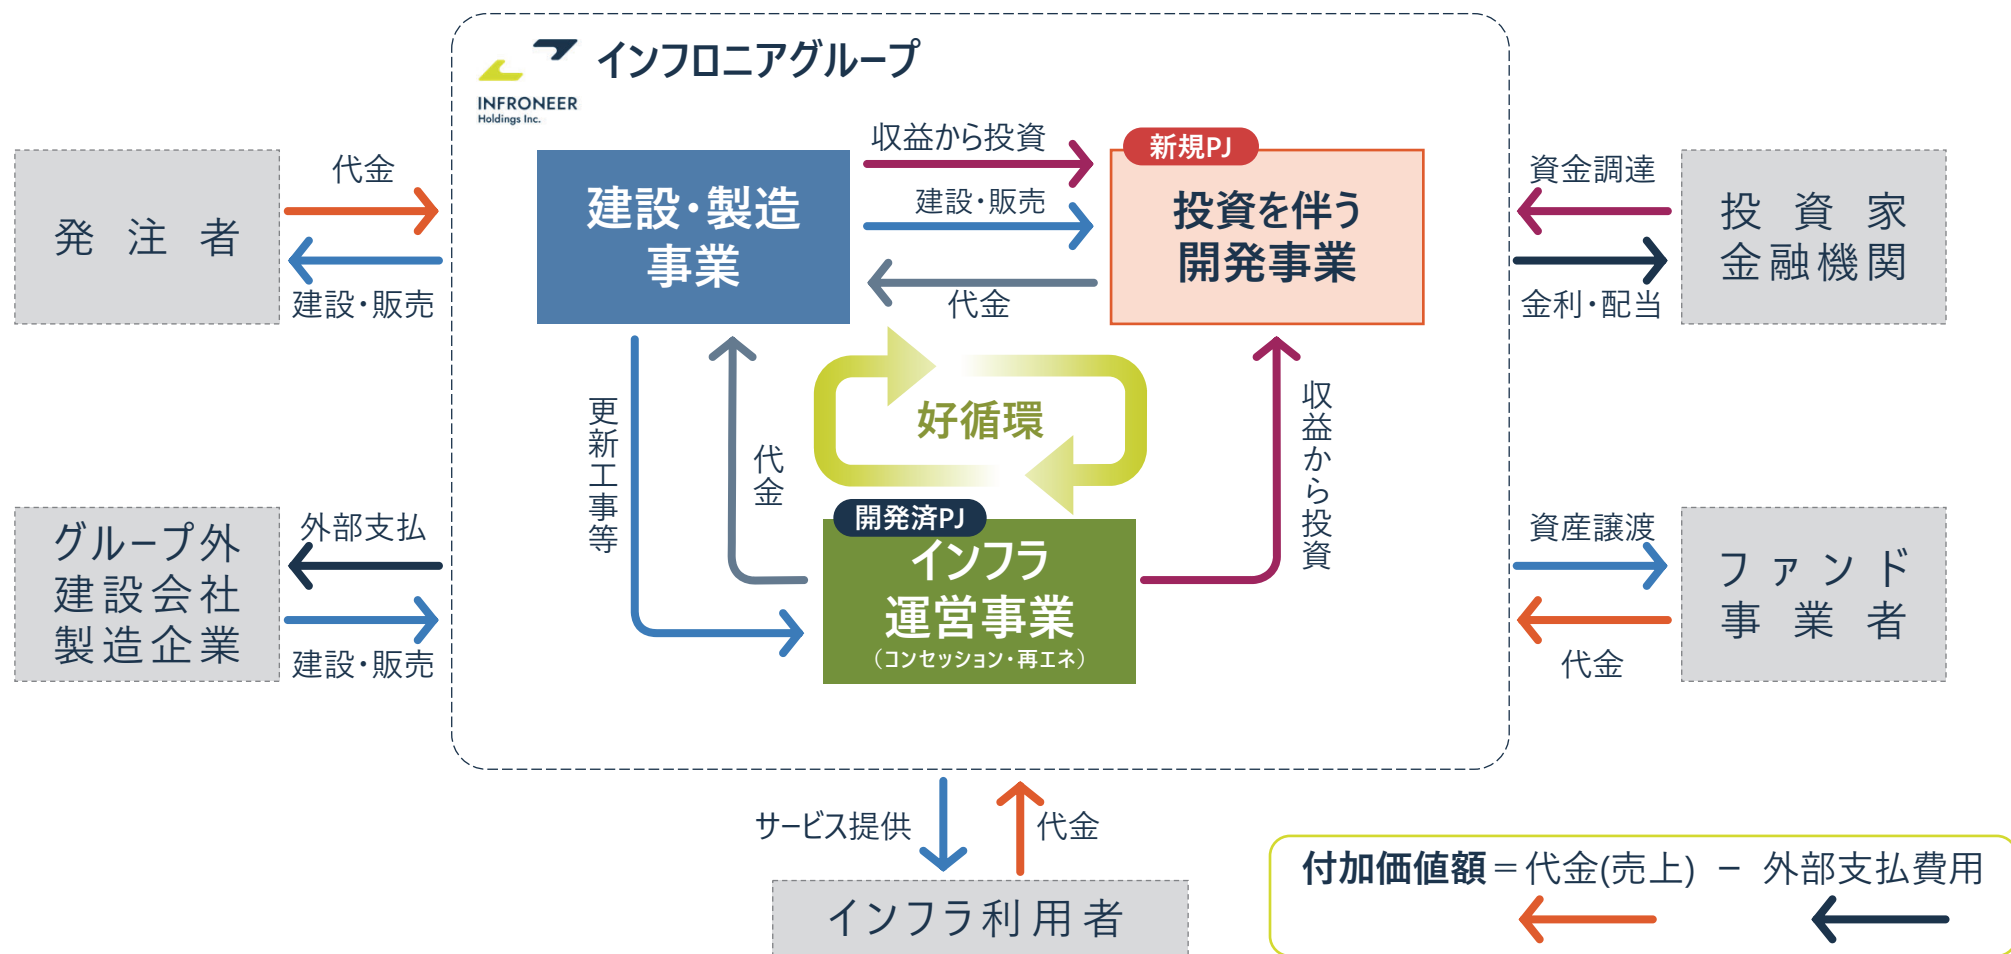 インフロニアグループ
INFRONEER
Holdings Inc.
発注者
代金
建設・販売
グループ外
建設会社
製造企業
外部支払
建設・販売
建設・製造
事業
収益から投資
建設・販売
代金
新規PJ
投資を伴う
開発事業
更新工事等
代金
好循環
収益から投資
開発済PJ
インフラ
運営事業
（コンセッション・再エネ）
資金調達
金利・配当
投資家
金融機関
資産譲渡
代金
ファンド
事業者
サービス提供
代金
インフラ利用者
付加価値額＝代金(売上) － 外部支払費用